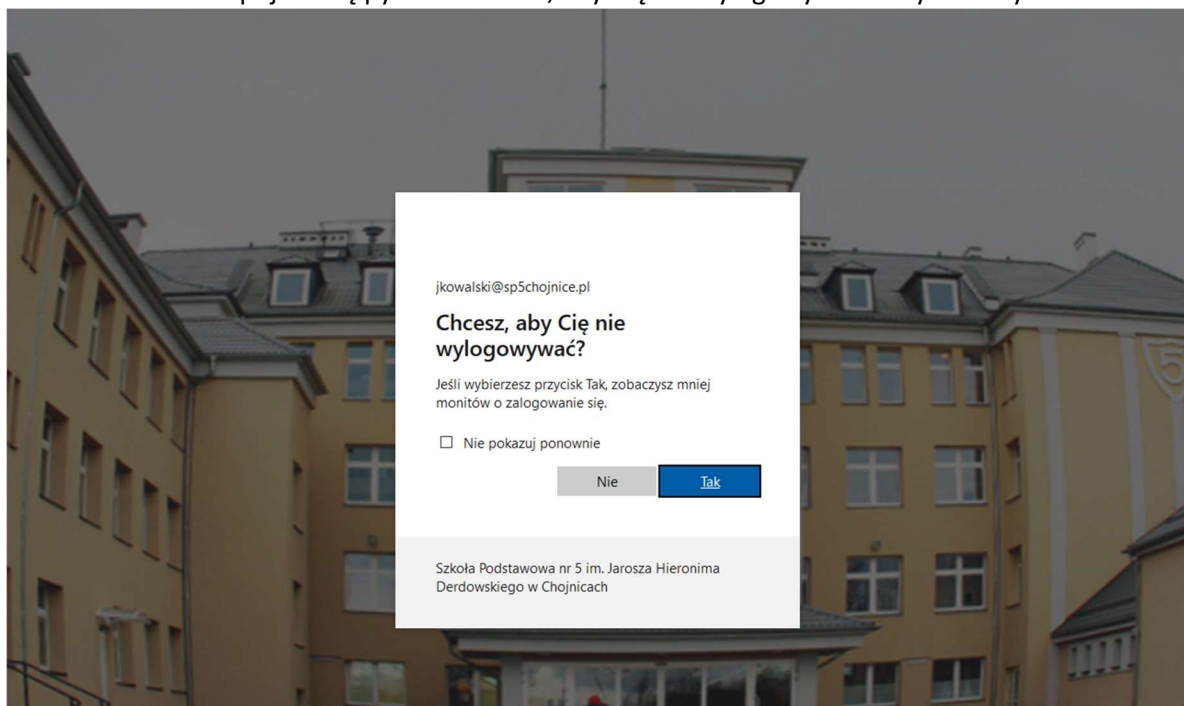 jkowalski@sp5chojnice.pl
Chcesz, aby Cię nie
wylogowywać?
Jeśli wybierzesz przycisk Tak, zobaczysz mniej
monitów o zalogowanie się.
Nie pokazuj ponownie
Nie Tak
Szkoła Podstawowa nr 5 im. Jarosza Hieronima
Derdowskiego w Chojnicach
5